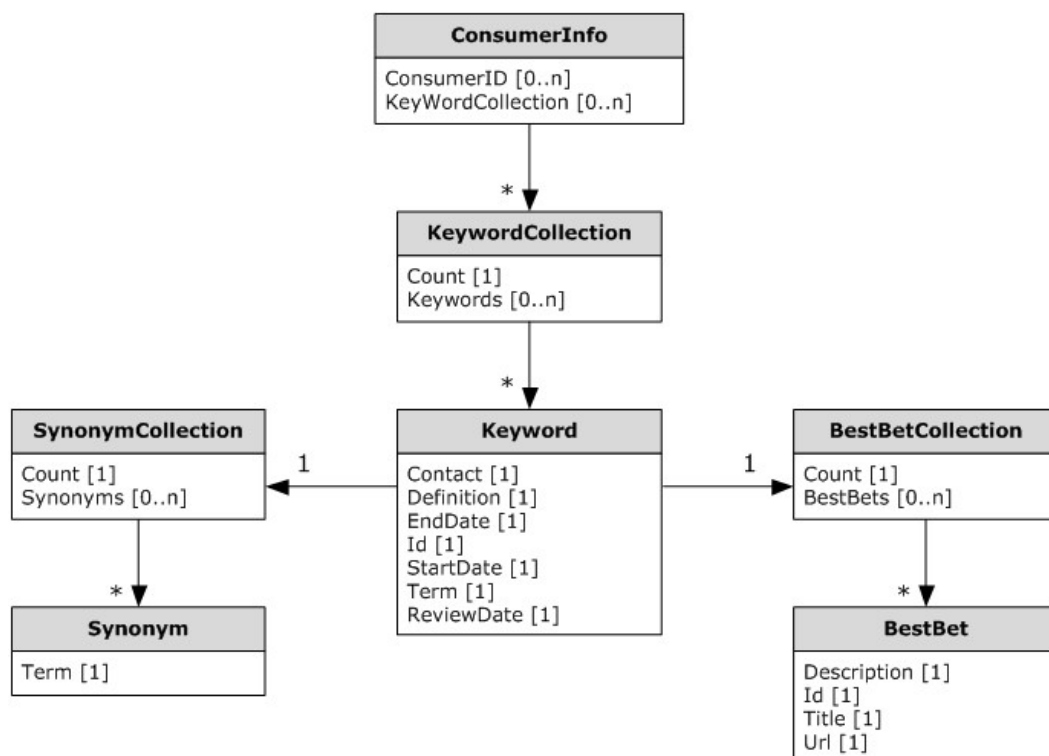 ConsumerInfo
ConsumerID [0..n]
KeyWordCollection [0..n]
*
KeywordCollection
Count [1]
Keywords [0..n]
*
SynonymCollection
Count [1]
Synonyms [0..n]
1
Keyword
Contact [1]
Definition [1]
EndDate [1]
Id [1]
StartDate [1]
Term [1]
ReviewDate [1]
1
BestBetCollection
Count [1]
BestBets [0..n]
*
Synonym
Term [1]
*
BestBet
Description [1]
Id [1]
Title [1]
Url [1]